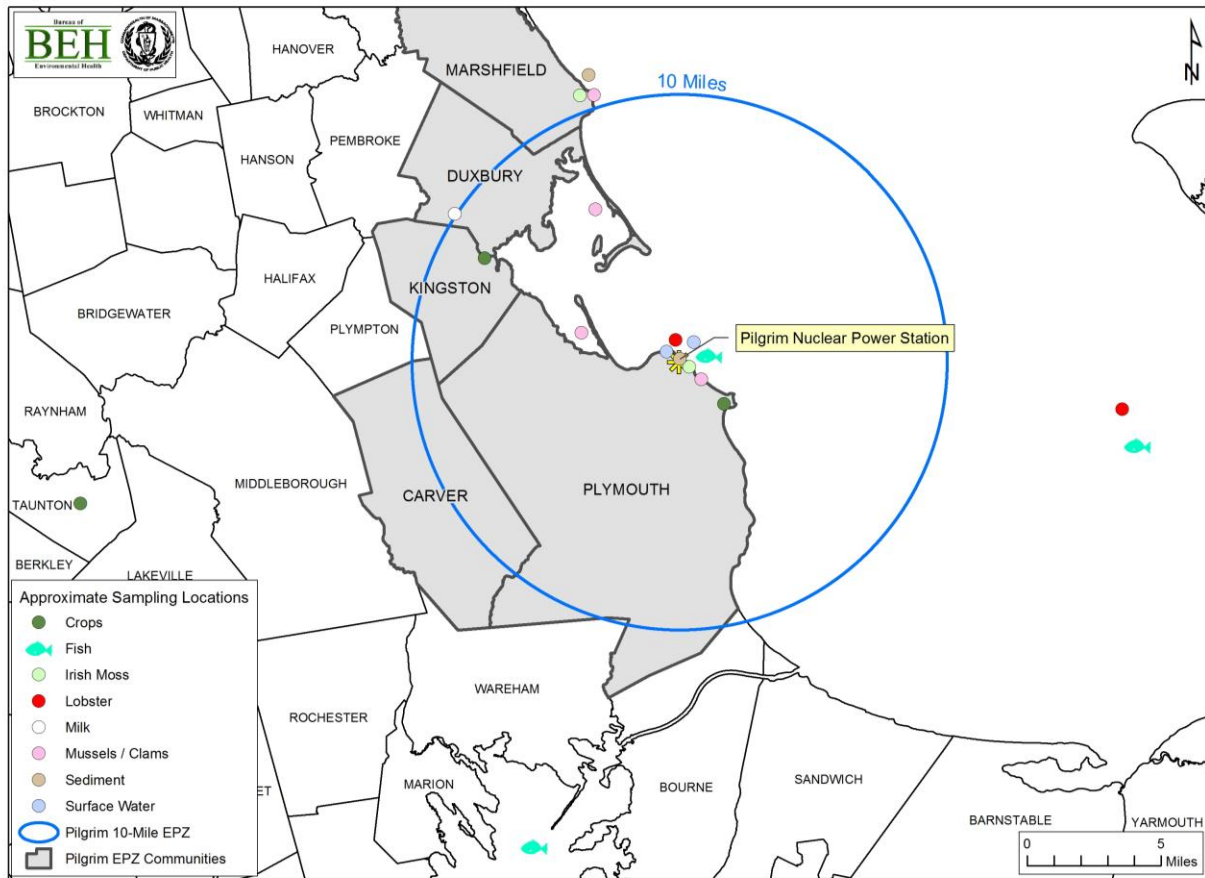 Bureau of
BEH
Environmental Health
HANOVER
MARSHFIELD
10 Miles
N
BROCKTON
WHITMAN
PEMBROKE
HANSON
DUXBURY
HALIFAX
KINGSTON
BRIDGEWATER
PLYMPTON
Pilgrim Nuclear Power Station
RAYNHAM
MIDDLEBOROUGH
CARVER
PLYMOUTH
TAUNTON
BERKLEY
LAKEVILLE
Approximate Sampling Locations
Crops
Fish
Irish Moss
Lobster
Milk
Mussels / Clams
Sediment
Surface Water
Pilgrim 10-Mile EPZ
Pilgrim EPZ Communities
WAREHAM
ROCHESTER
MARION
ET
BOURNE
SANDWICH
BARNSTABLE
YARMOUTH
0 5
Miles